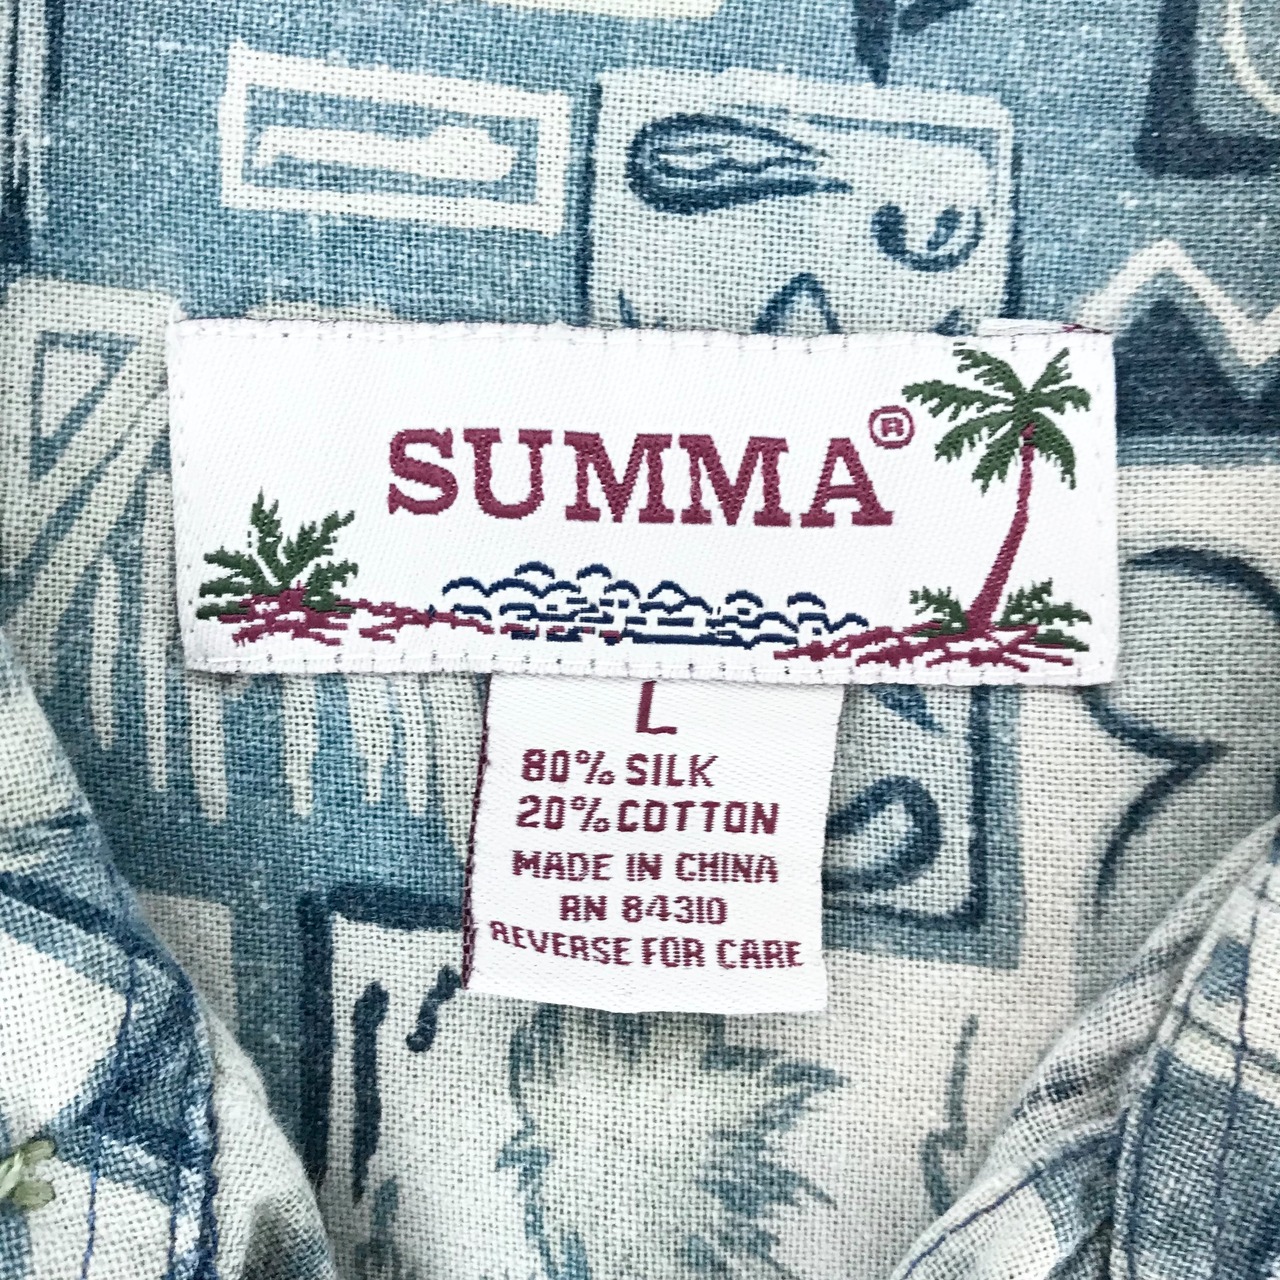 SUMMA®
L
80% SILK
20% COTTON
MADE IN CHINA
RN 84310
REVERSE FOR CARE